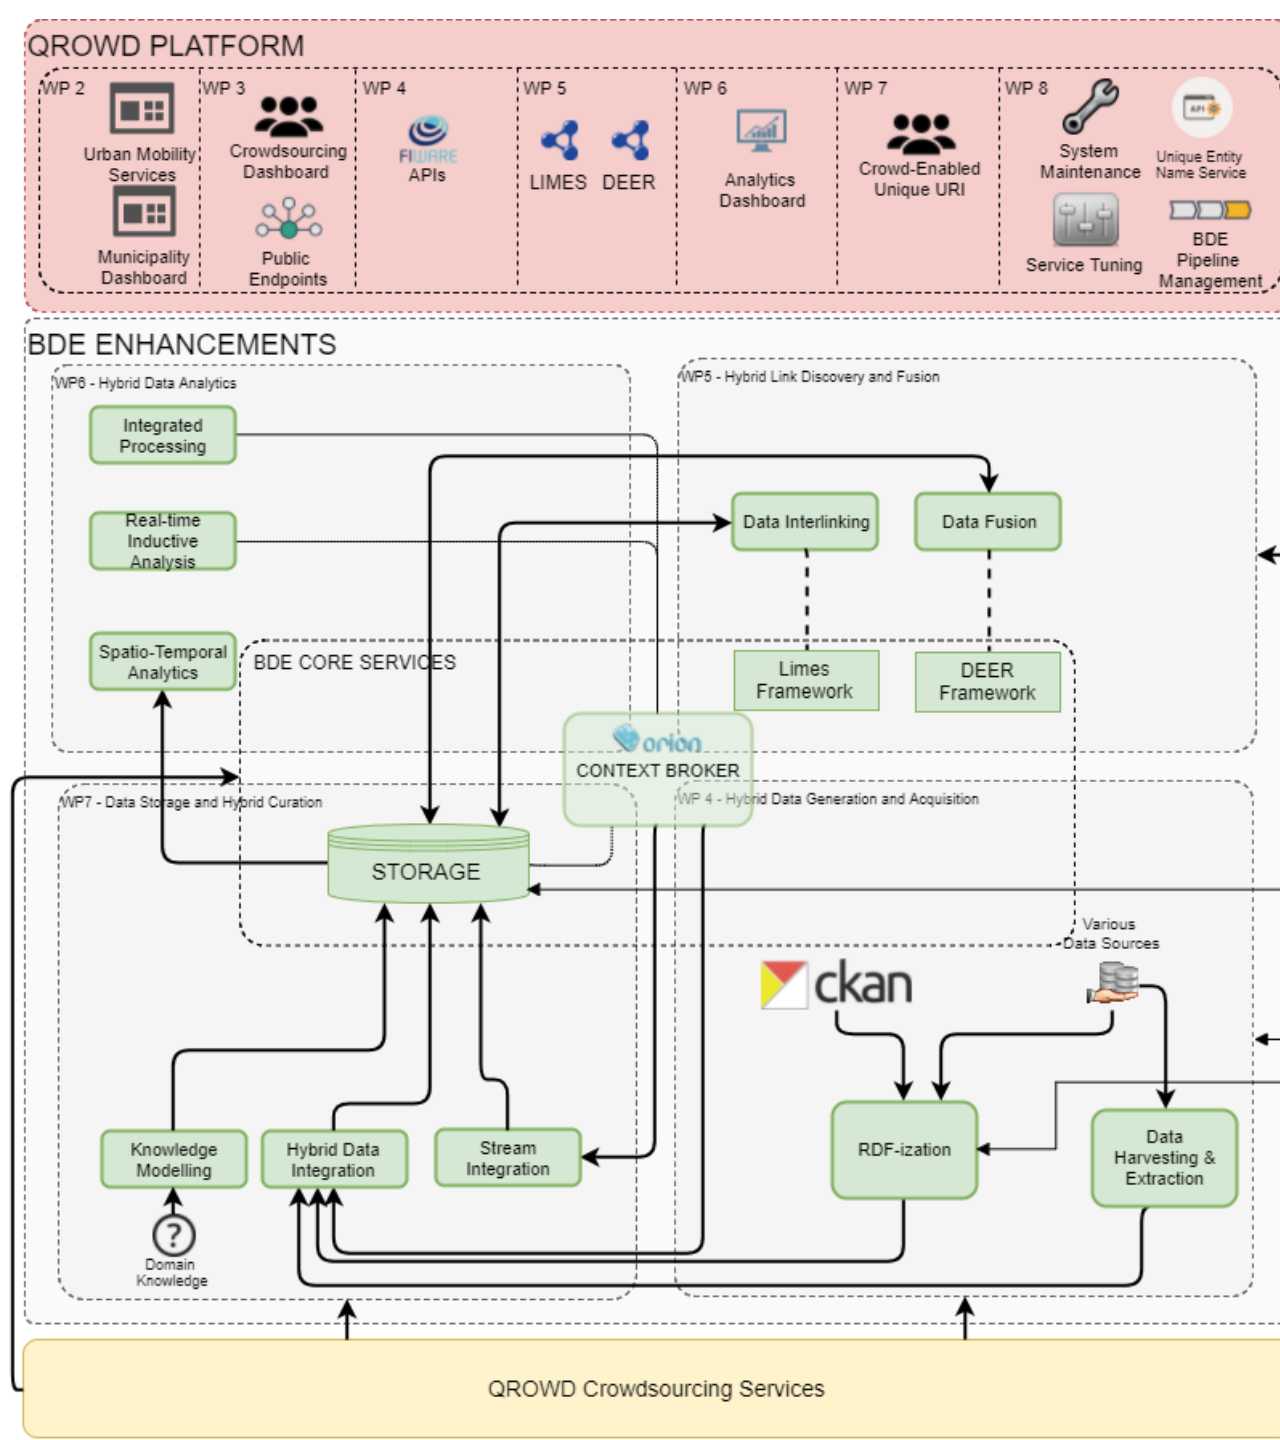 QROWD PLATFORM
WP 2
WP 3
WP 4
WP 5
WP 6
WP 7
WP 8
Urban Mobility
Services
Municipality
Dashboard
Crowdsourcing
Dashboard
Public
Endpoints
FIWARE
APIs
LIMES
DEER
Analytics
Dashboard
Crowd-Enabled
Unique URI
System
Maintenance
Service Tuning
API
Unique Entity
Name Service
BDE
Pipeline
Management
BDE ENHANCEMENTS
WP6 - Hybrid Data Analytics
Integrated
Processing
Real-time
Inductive
Analysis
Spatio-Temporal
Analytics
WP5 - Hybrid Link Discovery and Fusion
Data Interlinking
Data Fusion
BDE CORE SERVICES
Limes
Framework
DEER
Framework
orion
CONTEXT BROKER
WP7 - Data Storage and Hybrid Curation
WP 4 - Hybrid Data Generation and Acquisition
STORAGE
Various
Data Sources
ckan
Knowledge
Modelling
Hybrid Data
Integration
Stream
Integration
RDF-ization
Data
Harvesting &
Extraction
?
Domain
Knowledge
QROWD Crowdsourcing Services